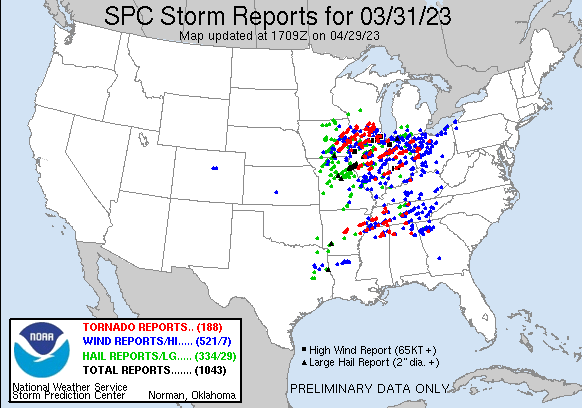 SPC Storm Reports for 03/31/23
Map updated at 1709Z on 04/29/23
TORNADO REPORTS.. (188)
WIND REPORTS/HI..... (521/7)
HAIL REPORTS/LG..... (334/29)
TOTAL REPORTS....... (1043)
NOAA
National Weather Service
Storm Prediction Center Norman, Oklahoma
High Wind Report (65KT +)
Large Hail Report (2" dia. +)
PRELIMINARY DATA ONLY